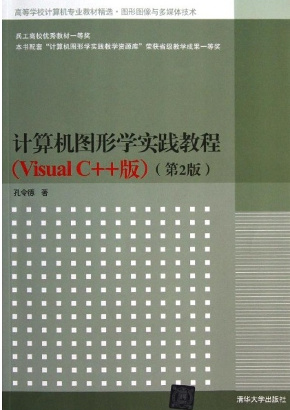 高等学校计算机专业教材精选·图形图像与多媒体技术
兵工高校优秀教材一等奖
本书配套“计算机图形学实践教学资源库”荣获省级教学成果一等奖
计算机图形学实践教程
(Visual C++版)(第2版)
孔令德 著
清华大学出版社